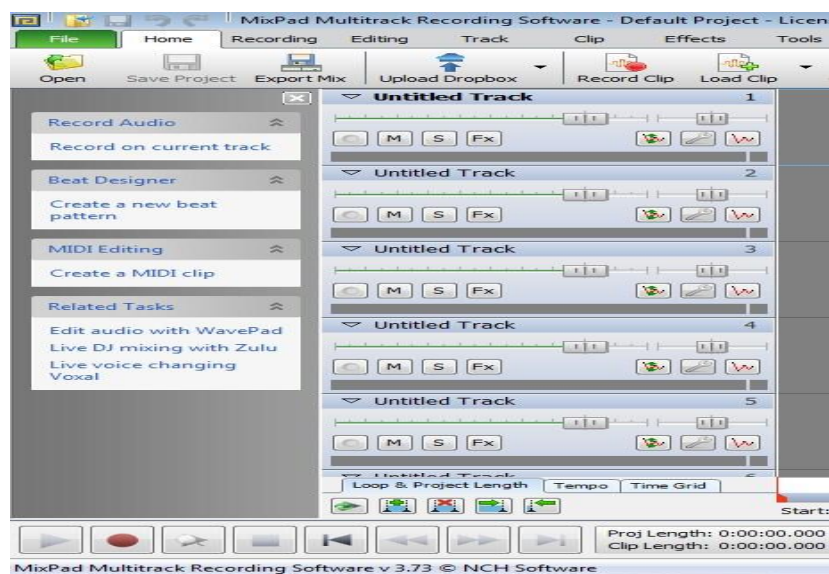 MixPad Multitrack Recording Software - Default Project - Licen
File Home Recording Editing Track Clip Effects Tools
Open Save Project Export Mix Upload Dropbox Record Clip Load Clip
Record Audio
Record on current track
Beat Designer
Create a new beat
pattern
MIDI Editing
Create a MIDI clip
Related Tasks
Edit audio with WavePad
Live DJ mixing with Zulu
Live voice changing
Voxal
Untitled Track 1
M S Fx
Untitled Track 2
M S Fx
Untitled Track 3
M S Fx
Untitled Track 4
M S Fx
Untitled Track 5
M S Fx
Untitled Track 6
Loop & Project Length Tempo Time Grid
Start:
Proj Length: 0:00:00.000
Clip Length: 0:00:00.000
MixPad Multitrack Recording Software v 3.73 © NCH Software